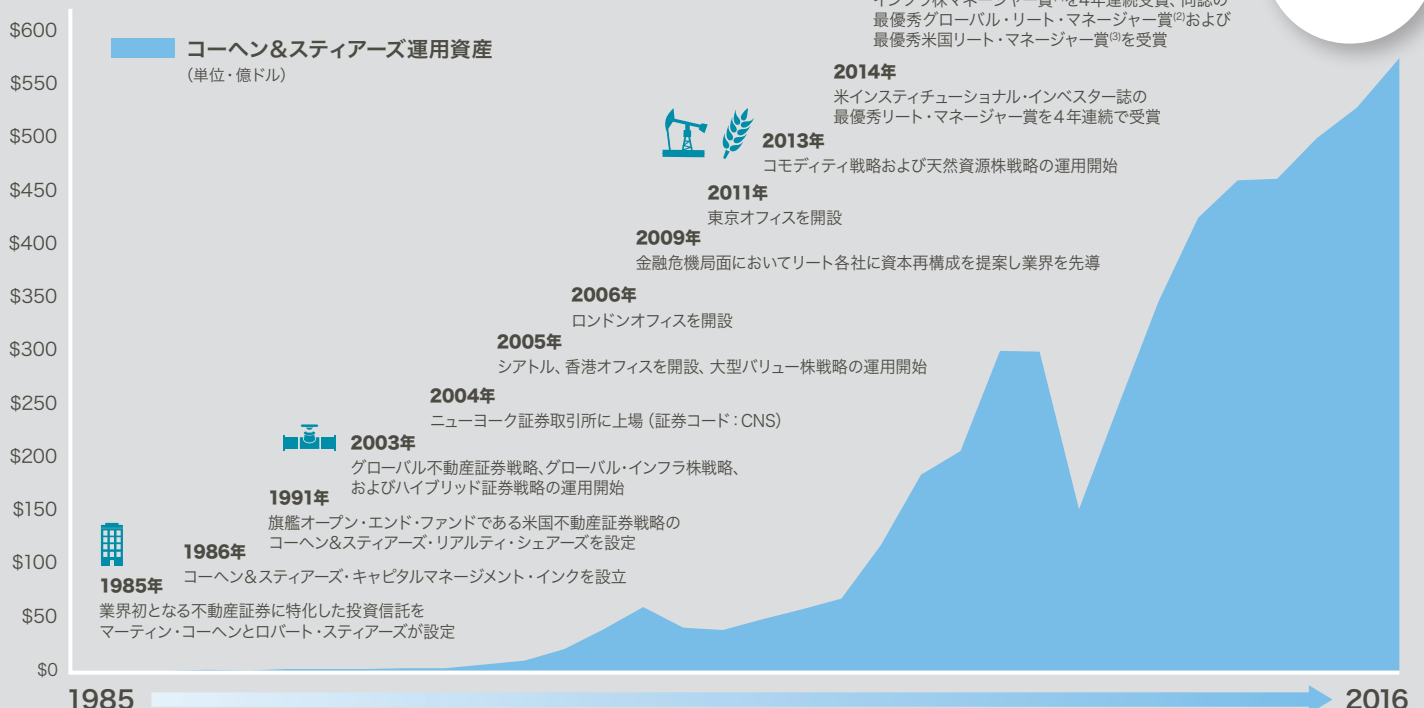 インフラ株マネージャー賞を4年連続受賞、同誌の
最優秀グローバル・リート・マネージャー賞(2)および
最優秀米国リート・マネージャー賞(3)を受賞
コーヘン&スティアーズ運用資産
(単位・億ドル)
$600
$550
$500
$450
$400
$350
$300
$250
$200
$150
$100
$50
$0
2014年
米インスティチューショナル・インベスター誌の
最優秀リート・マネージャー賞を4年連続で受賞
2013年
コモディティ戦略および天然資源株戦略の運用開始
2011年
東京オフィスを開設
2009年
金融危機局面においてリート各社に資本再構成を提案し業界を先導
2006年
ロンドンオフィスを開設
2005年
シアトル、香港オフィスを開設、大型バリュー株戦略の運用開始
2004年
ニューヨーク証券取引所に上場(証券コード:CNS)
2003年
グローバル不動産証券戦略、グローバル・インフラ株戦略、
およびハイブリッド証券戦略の運用開始
1991年
旗艦オープン・エンド・ファンドである米国不動産証券戦略の
コーヘン&スティアーズ・リアルティ・シェアーズを設定
1986年
コーヘン&スティアーズ・キャピタルマネージメント・インクを設立
1985年
業界初となる不動産証券に特化した投資信託を
マーティン・コーヘンとロバート・スティアーズが設定
1985
2016